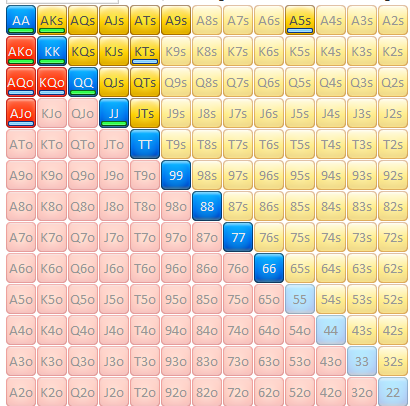 AA AKs AQs AJs ATs A9s A8s A7s A6s A5s A4s A3s A2s
AKo KK KQs KJs KTs K9s K8s K7s K6s K5s K4s K3s K2s
AQo KQo QQ QJs QTs Q9s Q8s Q7s Q6s Q5s Q4s Q3s Q2s
AJo KJo QJo JJ JTs J9s J8s J7s J6s J5s J4s J3s J2s
ATo KTo QTo JTo TT T9s T8s T7s T6s T5s T4s T3s T2s
A9o K9o Q9o J9o T9o 99 98s 97s 96s 95s 94s 93s 92s
A8o K8o Q8o J8o T8o 98o 88 87s 86s 85s 84s 83s 82s
A7o K7o Q7o J7o T7o 97o 87o 77 76s 75s 74s 73s 72s
A6o K6o Q6o J6o T6o 96o 86o 76o 66 65s 64s 63s 62s
A5o K5o Q5o J5o T5o 95o 85o 75o 65o 55 54s 53s 52s
A4o K4o Q4o J4o T4o 94o 84o 74o 64o 54o 44 43s 42s
A3o K3o Q3o J3o T3o 93o 83o 73o 63o 53o 43o 33 32s
A2o K2o Q2o J2o T2o 92o 82o 72o 62o 52o 42o 32o 22